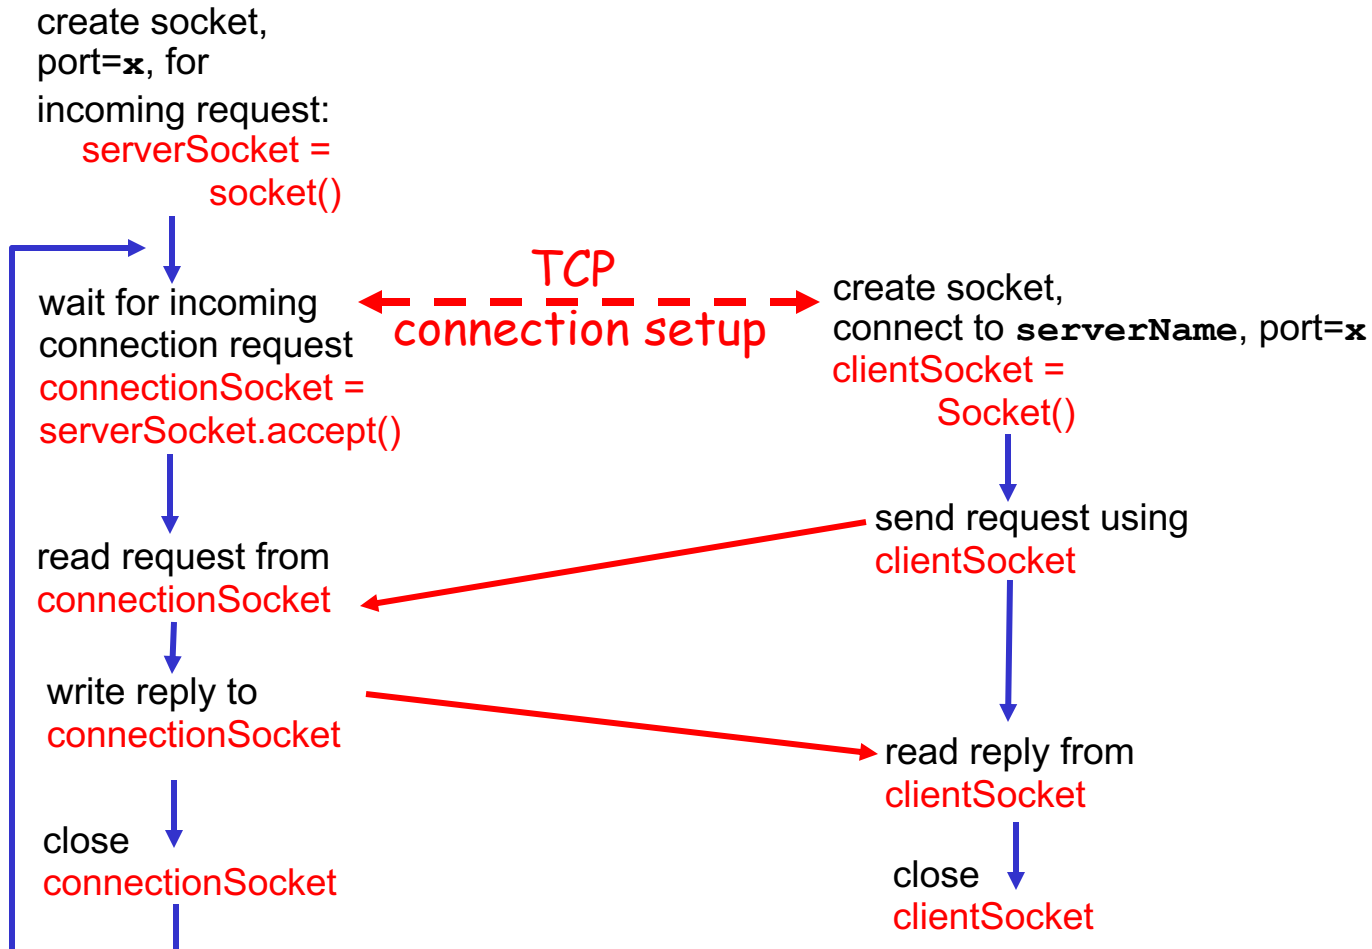 create socket,
port=x, for
incoming request:
serverSocket =
socket()
TCP
connection setup
wait for incoming
connection request
connectionSocket =
serverSocket.accept()
create socket,
connect to serverName, port=x
clientSocket =
Socket()
send request using
clientSocket
read request from
connectionSocket
write reply to
connectionSocket
read reply from
clientSocket
close
connectionSocket
close
clientSocket